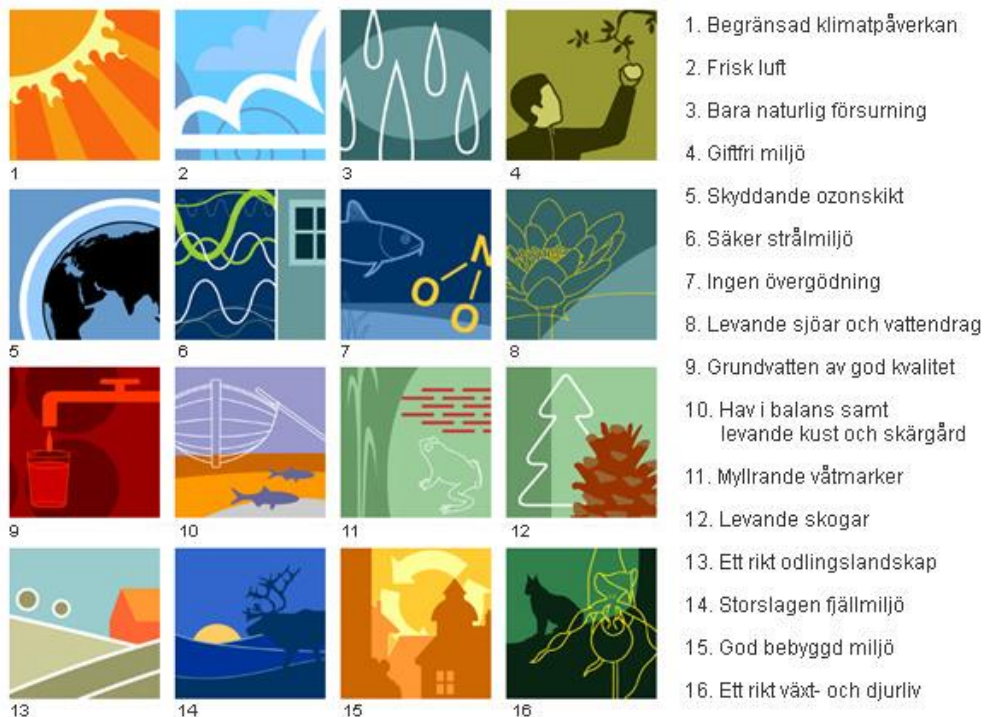 1
2
3
4
5
6
N
O
O
7
8
9
10
11
12
13
14
15
16
1. Begränsad klimatpåverkan
2. Frisk luft
3. Bara naturlig försurning
4. Giftfri miljö
5. Skyddande ozonskikt
6. Säker strålmiljö
7. Ingen övergödning
8. Levande sjöar och vattendrag
9. Grundvatten av god kvalitet
10. Hav i balans samt
levande kust och skärgård
11. Myllrande våtmarker
12. Levande skogar
13. Ett rikt odlingslandskap
14. Storslagen fjällmiljö
15. God bebyggd miljö
16. Ett rikt växt- och djurliv